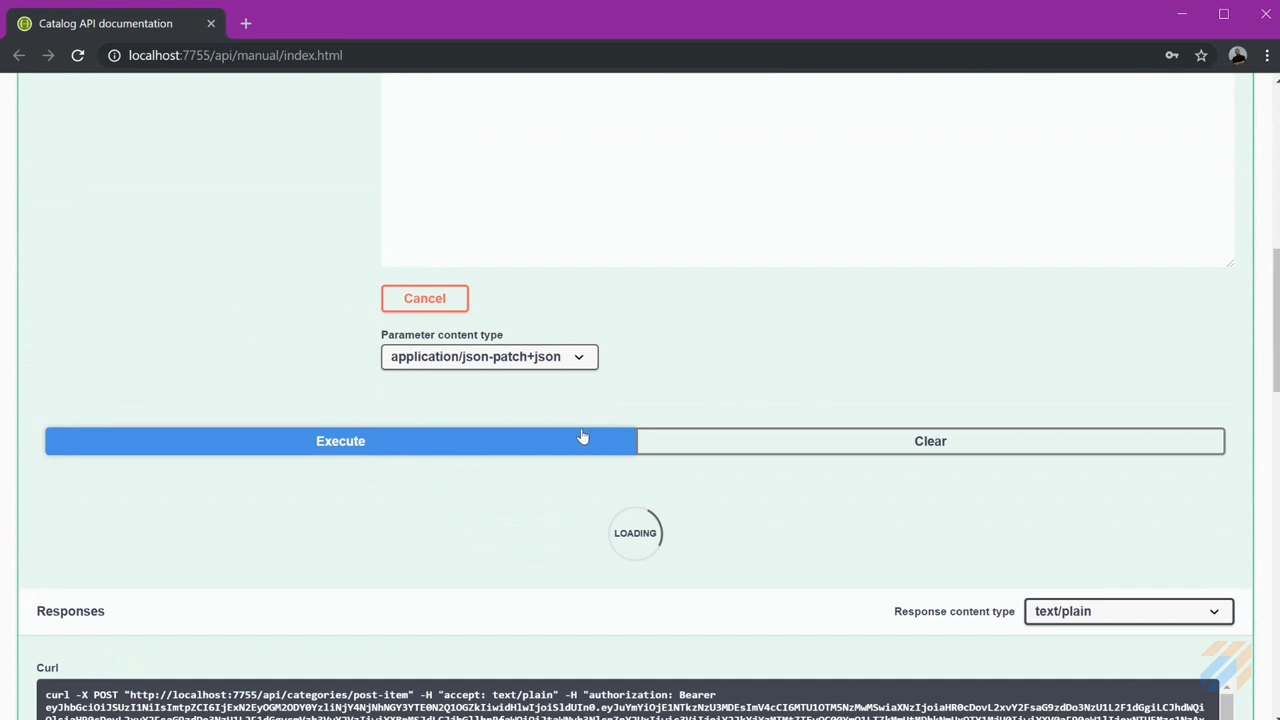 Catalog API documentation
localhost:7755/api/manual/index.html
Cancel
Parameter content type
application/json-patch+json
Execute
Clear
LOADING
Responses
Response content type
text/plain
Curl
curl -X POST "http://localhost:7755/api/categories/post-item" -H "accept: text/plain" -H "authorization: Bearer